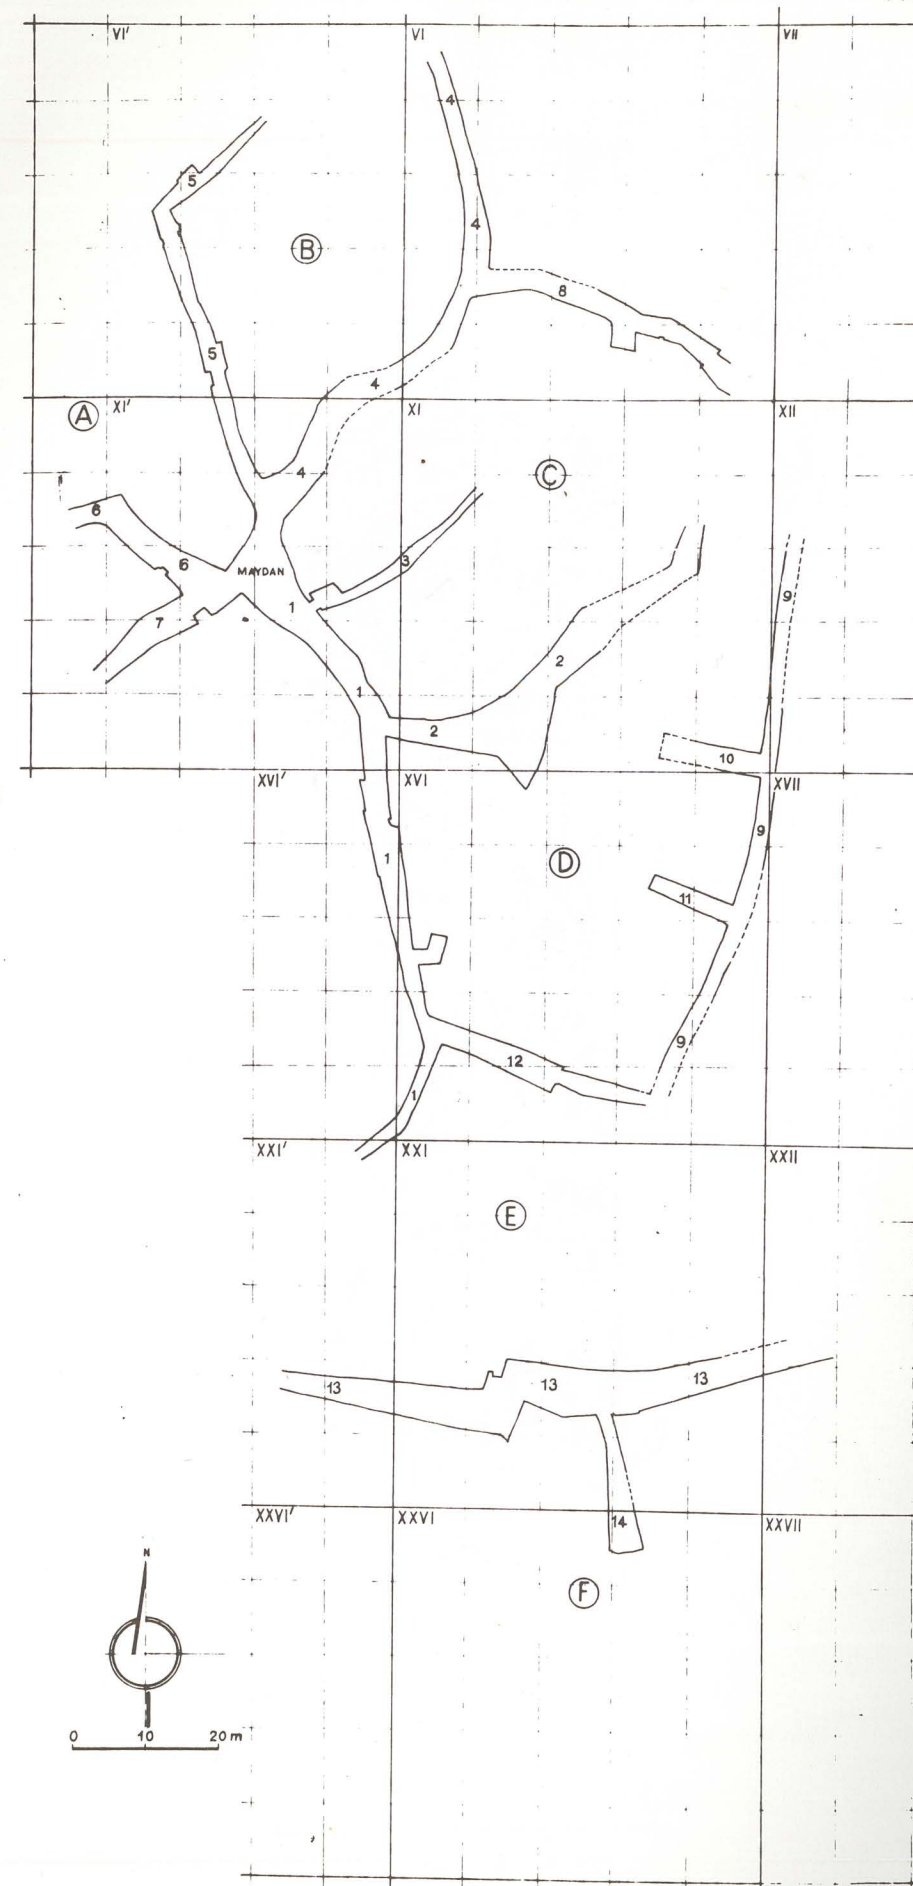 VI' VI VII
4
5
4
B
8
5
4
A XI' XI XII
4 C
6
3
6
MAYDAN
9
1
7
2
1
2
10
XVI' XVI XVII
9
1 D
11
9
12
1
XXI' XXI XXII
E
13
13 13
XXVI' XXVI 14 XXVII
N
F
0 10 20 m